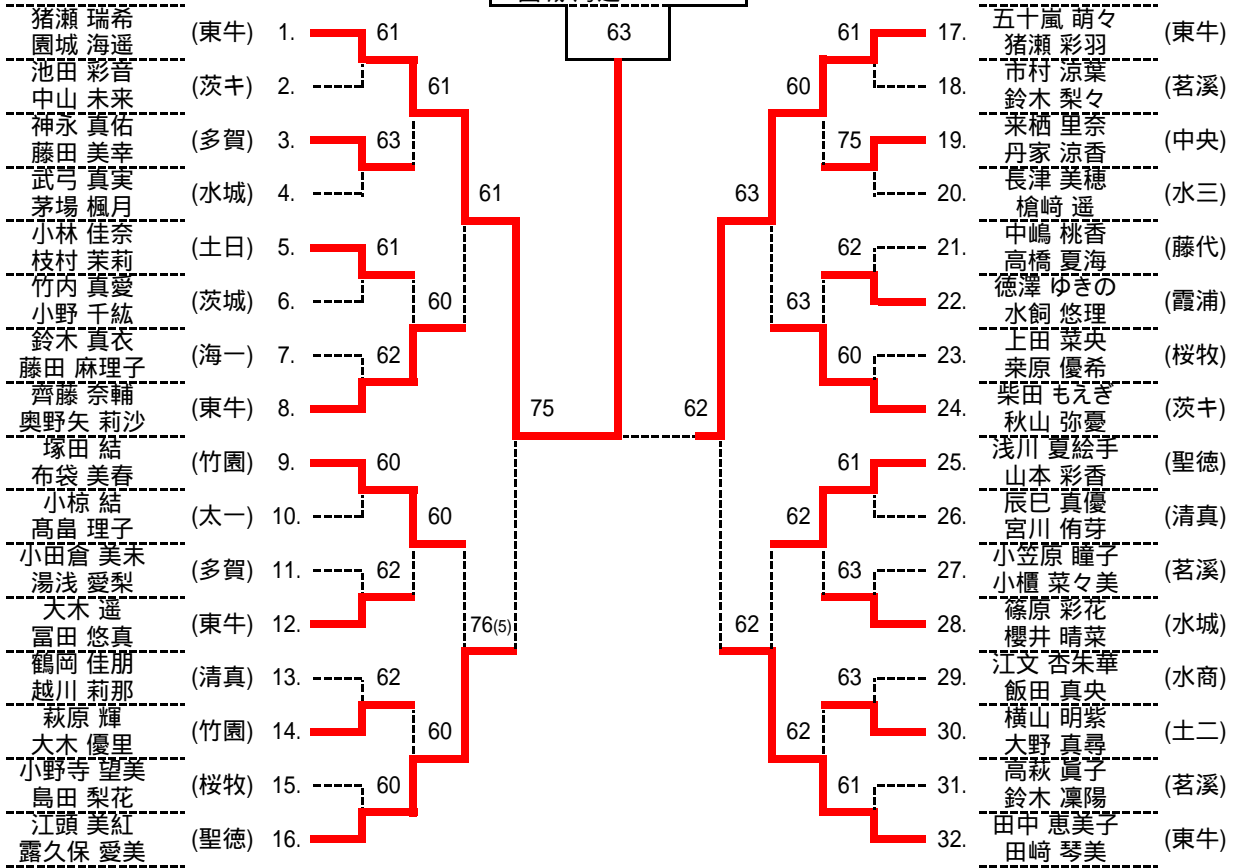 63
猪瀬 瑞希
園城 海遥
(東牛) 1.
61
池田 彩音
中山 未来
(茨キ) 2.
61
神永 真佑
藤田 美幸
(多賀) 3.
63
武弓 真実
茅場 楓月
(水城) 4.
61
小林 佳奈
枝村 茉莉
(土日) 5.
61
竹内 真愛
小野 千紘
(茨城) 6.
60
鈴木 真衣
藤田 麻理子
(海一) 7.
62
齊藤 奈輔
奥野矢 莉沙
(東牛) 8.
75
塚田 結
布袋 美春
(竹園) 9.
60
小椋 結
髙畠 理子
(太一) 10.
60
小田倉 美未
湯浅 愛梨
(多賀) 11.
62
大木 遥
冨田 悠真
(東牛) 12.
76(5)
鶴岡 佳朋
越川 莉那
(清真) 13.
62
萩原 輝
大木 優里
(竹園) 14.
60
小野寺 望美
島田 梨花
(桜牧) 15.
60
江頭 美紅
露久保 愛美
(聖徳) 16.
61
17.
五十嵐 萌々
猪瀬 彩羽
(東牛)
60
18.
市村 涼葉
鈴木 梨々
(茗溪)
75
19.
来栖 里奈
丹家 涼香
(中央)
63
20.
長津 美穂
槍﨑 遥
(水三)
62
21.
中嶋 桃香
高橋 夏海
(藤代)
63
22.
徳澤 ゆきの
水飼 悠理
(霞浦)
60
23.
上田 菜央
桒原 優希
(桜牧)
62
24.
柴田 もえぎ
秋山 弥憂
(茨キ)
61
25.
浅川 夏絵手
山本 彩香
(聖徳)
62
26.
辰巳 真優
宮川 侑芽
(清真)
63
27.
小笠原 瞳子
小櫃 菜々美
(茗溪)
62
28.
篠原 彩花
櫻井 晴菜
(水城)
63
29.
江文 杏朱華
飯田 真央
(水商)
62
30.
横山 明紫
大野 真尋
(土二)
61
31.
高萩 眞子
鈴木 凜陽
(茗溪)
32.
田中 恵美子
田﨑 琴美
(東牛)